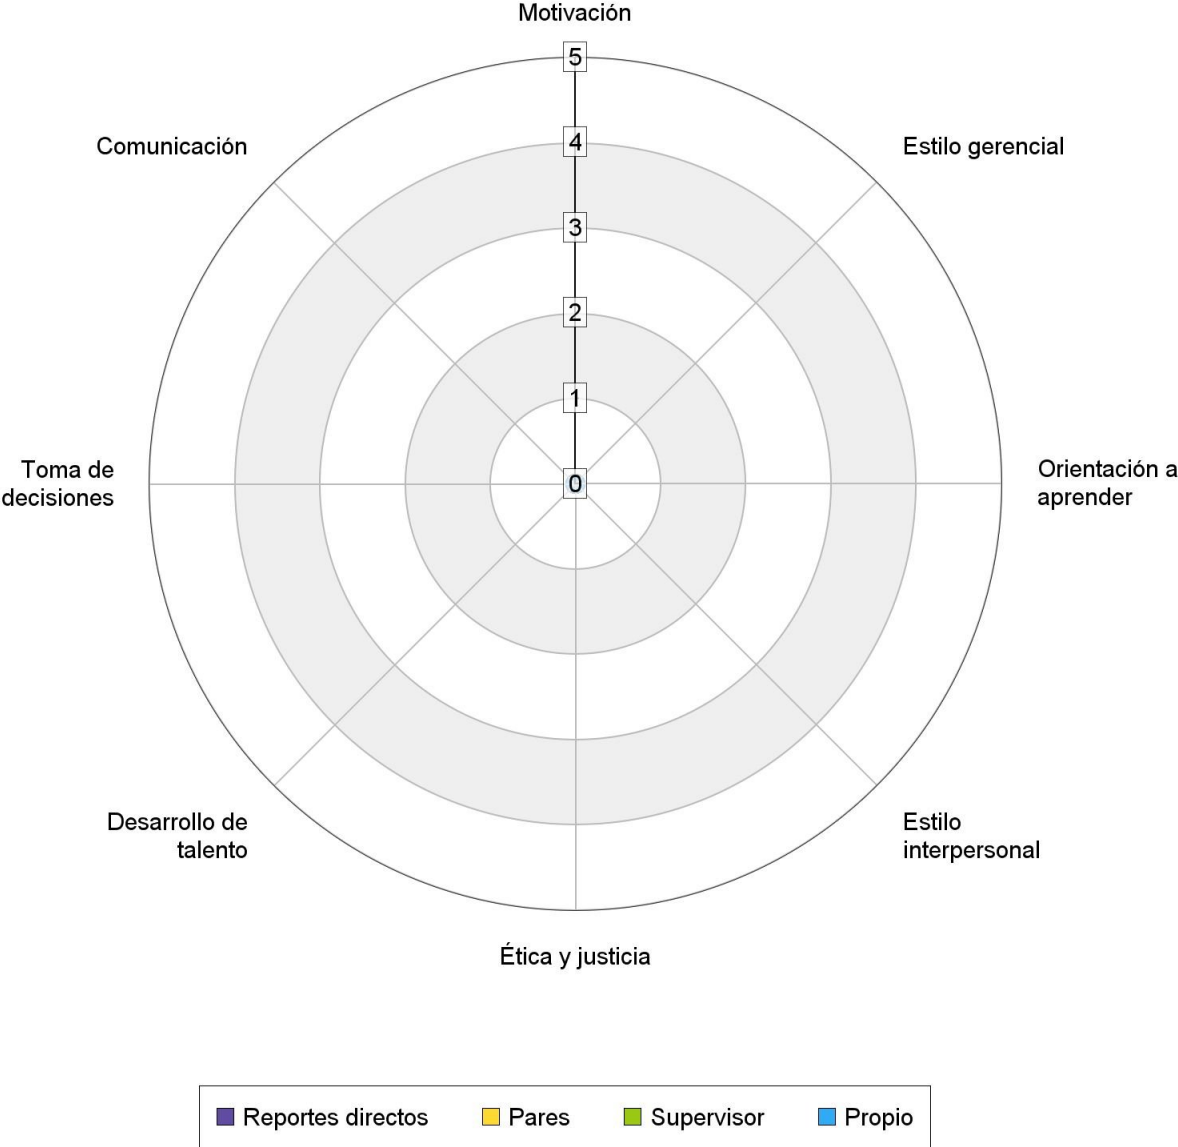 Motivación
5
Comunicación
Estilo gerencial
4
3
2
1
Toma de
decisiones
0
Orientación a
aprender
Desarrollo de
talento
Estilo
interpersonal
Ética y justicia
Reportes directos Pares Supervisor Propio